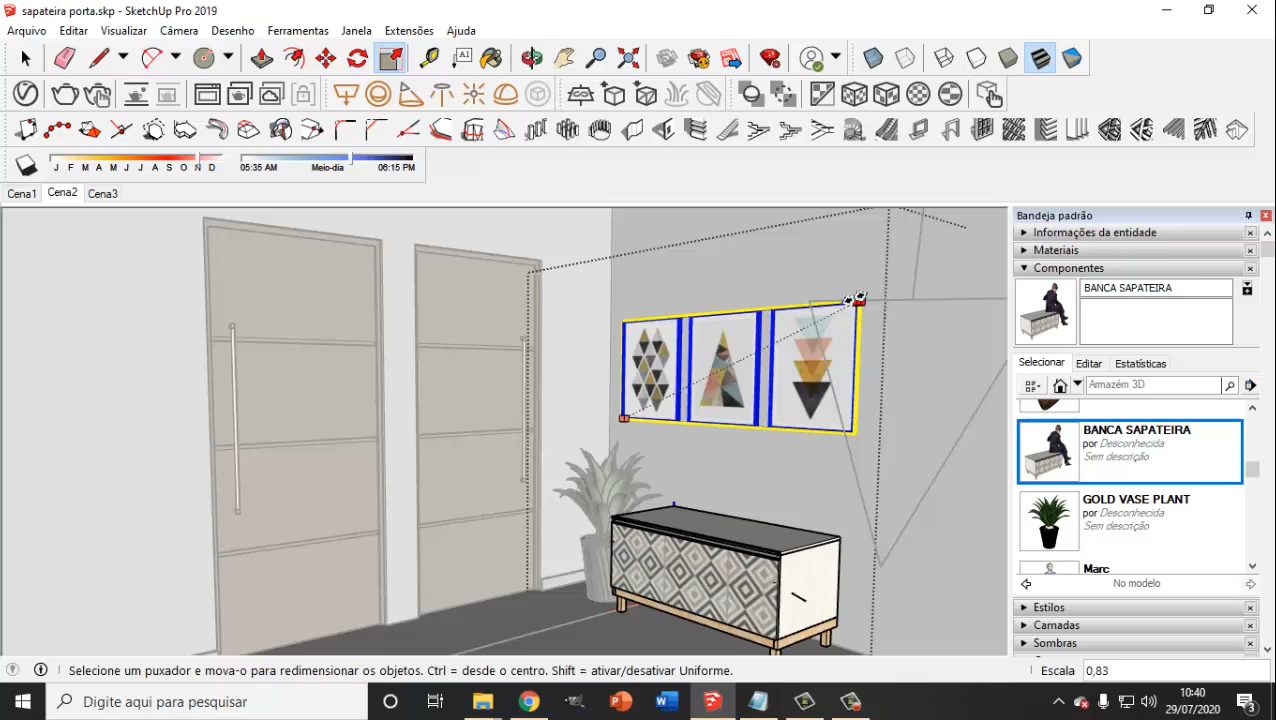 sapateira porta.skp - SketchUp Pro 2019
Arquivo Editar Visualizar Câmera Desenho Ferramentas Janela Extensões Ajuda
A1
J F M A M J J A S O N D 05:35 AM Meio-dia 06:15 PM
Cena1 Cena2 Cena3
Bandeja padrão
Informações da entidade
Materiais
Componentes
BANCA SAPATEIRA
Selecionar Editar Estatísticas
Armazém 3D
BANCA SAPATEIRA
por Desconhecida
Sem descrição
GOLD VASE PLANT
por Desconhecida
Sem descrição
Marc
No modelo
Estilos
Camadas
Sombras
Selecione um puxador e mova-o para redimensionar os objetos. Ctrl = desde o centro. Shift = ativar/desativar Uniforme.
Escala 0,83
Digite aqui para pesquisar
10:40
29/07/2020
3